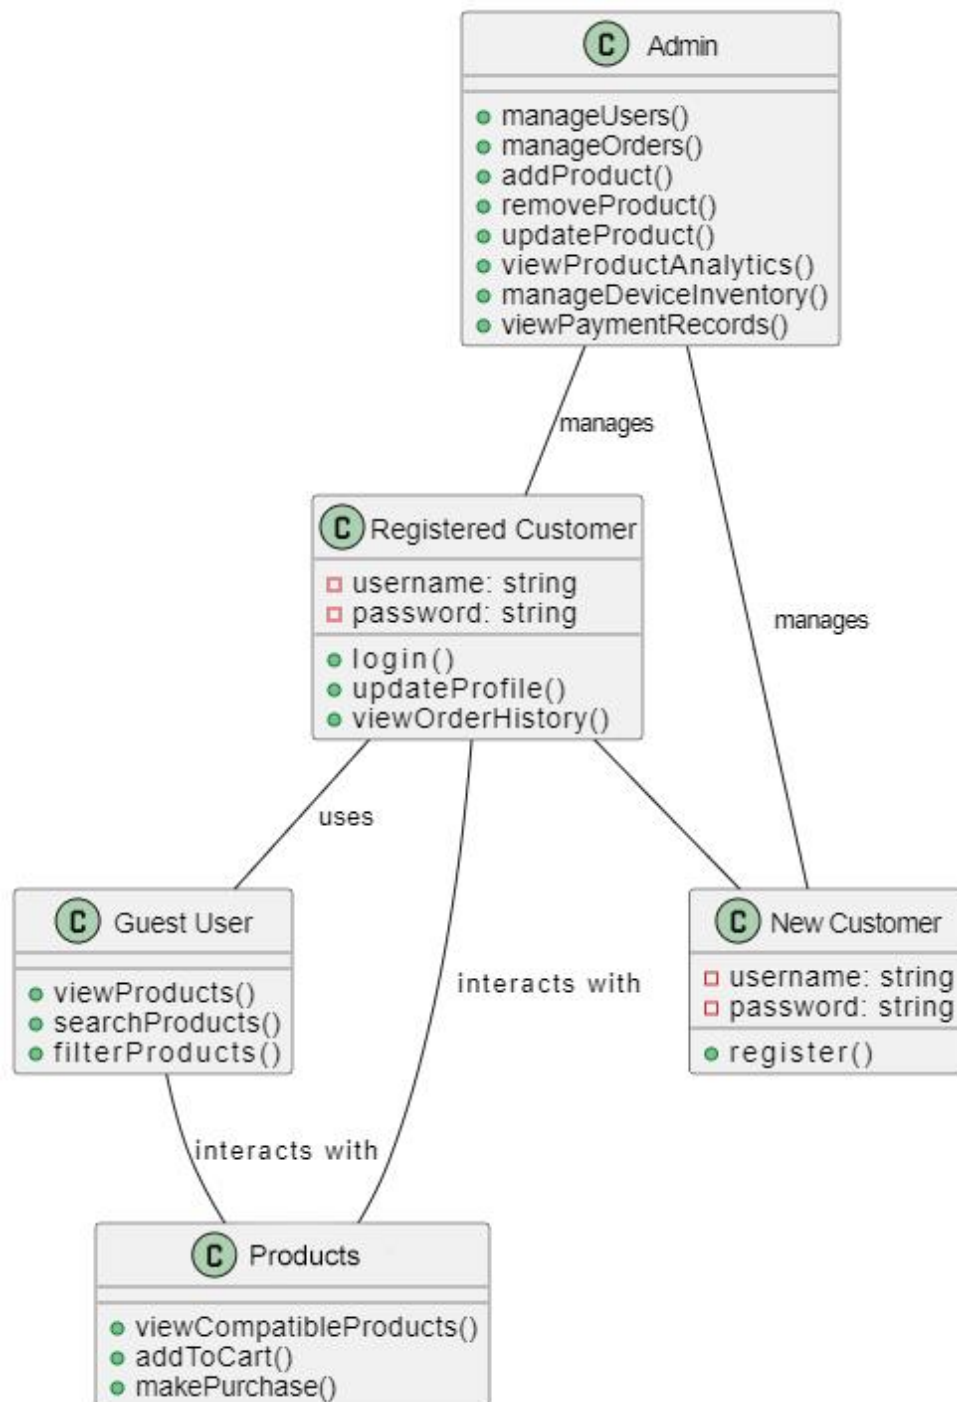 C Admin
manageUsers()
manageOrders()
addProduct()
removeProduct()
updateProduct()
viewProductAnalytics()
manageDeviceInventory()
viewPaymentRecords()
manages
C Registered Customer
username: string
password: string
login()
updateProfile()
viewOrderHistory()
manages
uses
C Guest User
viewProducts()
searchProducts()
filterProducts()
interacts with
C New Customer
username: string
password: string
register()
interacts with
C Products
viewCompatibleProducts()
addToCart()
makePurchase()